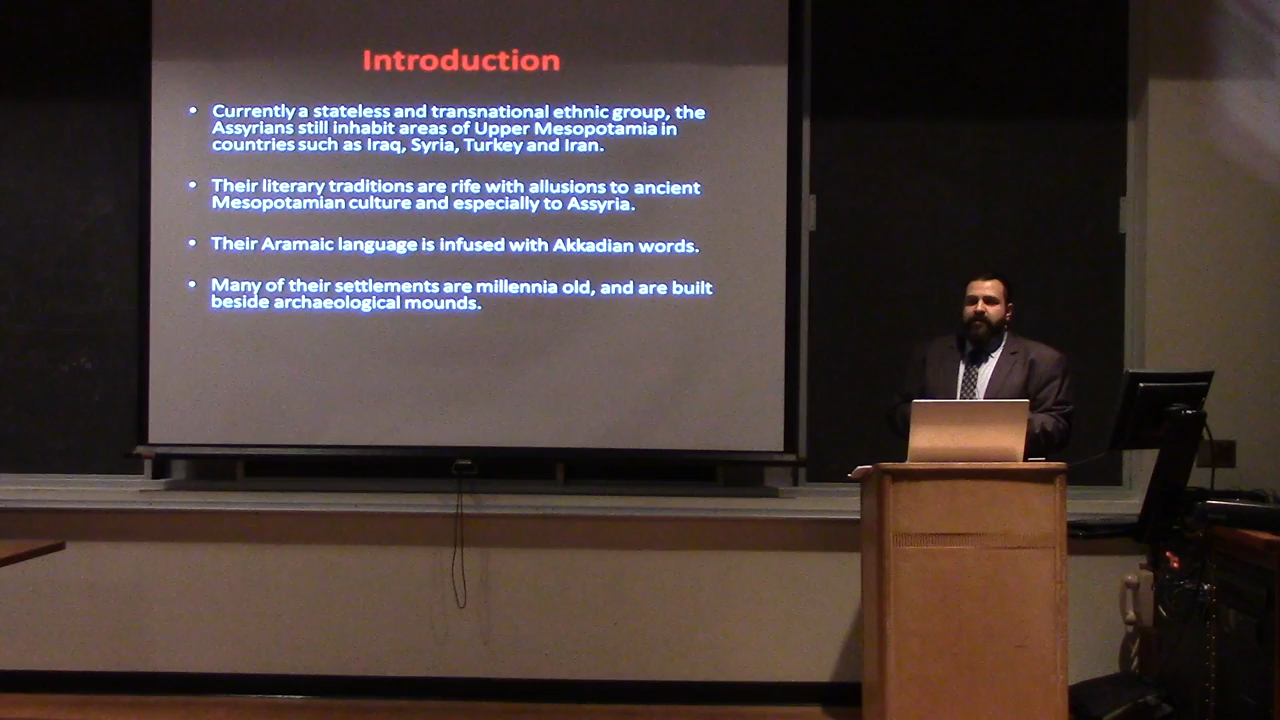 Introduction
• Currently a stateless and transnational ethnic group, the
Assyrians still inhabit areas of Upper Mesopotamia in
countries such as Iraq, Syria, Turkey and Iran.
• Their literary traditions are rife with allusions to ancient
Mesopotamian culture and especially to Assyria.
• Their Aramaic language is infused with Akkadian words.
• Many of their settlements are millennia old, and are built
beside archaeological mounds.